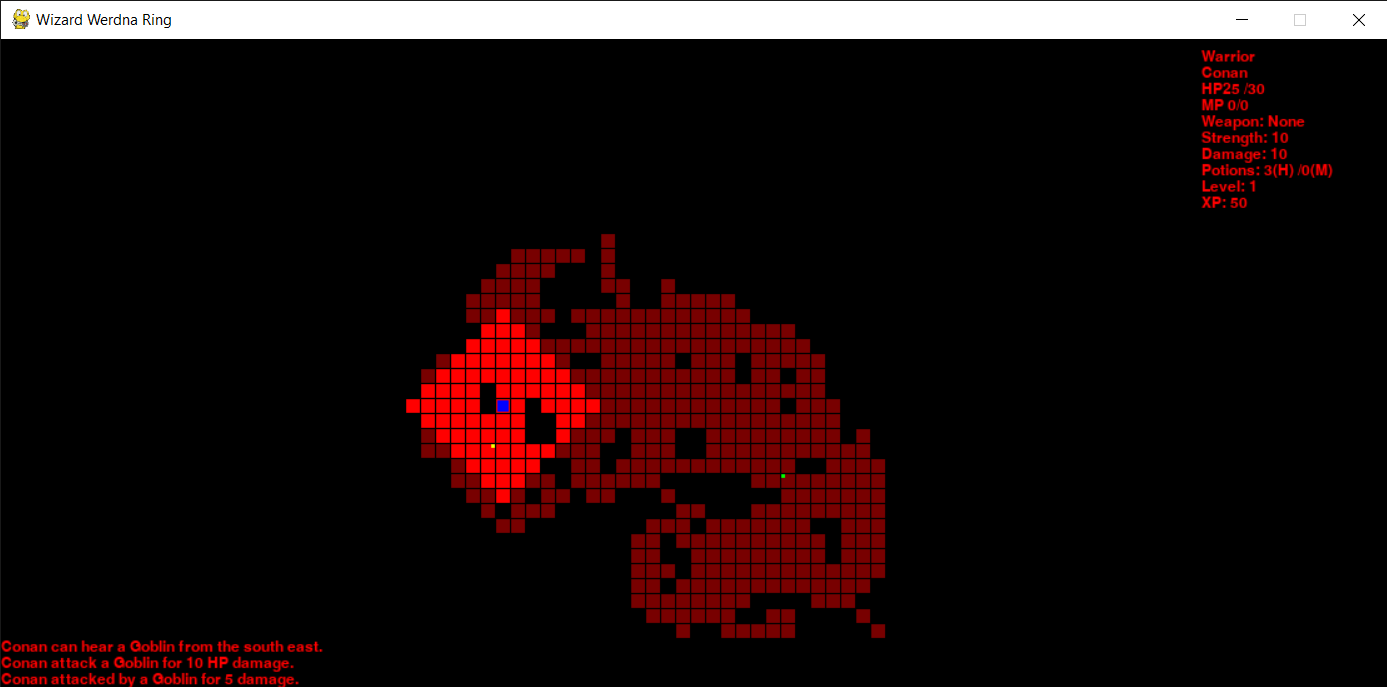 Wizard Werdna Ring
Warrior
Conan
HP25 /30
MP 0/0
Weapon: None
Strength: 10
Damage: 10
Potions: 3(H) /0(M)
Level: 1
XP: 50
Conan can hear a Goblin from the south east.
Conan attack a Goblin for 10 HP damage.
Conan attacked by a Goblin for 5 damage.